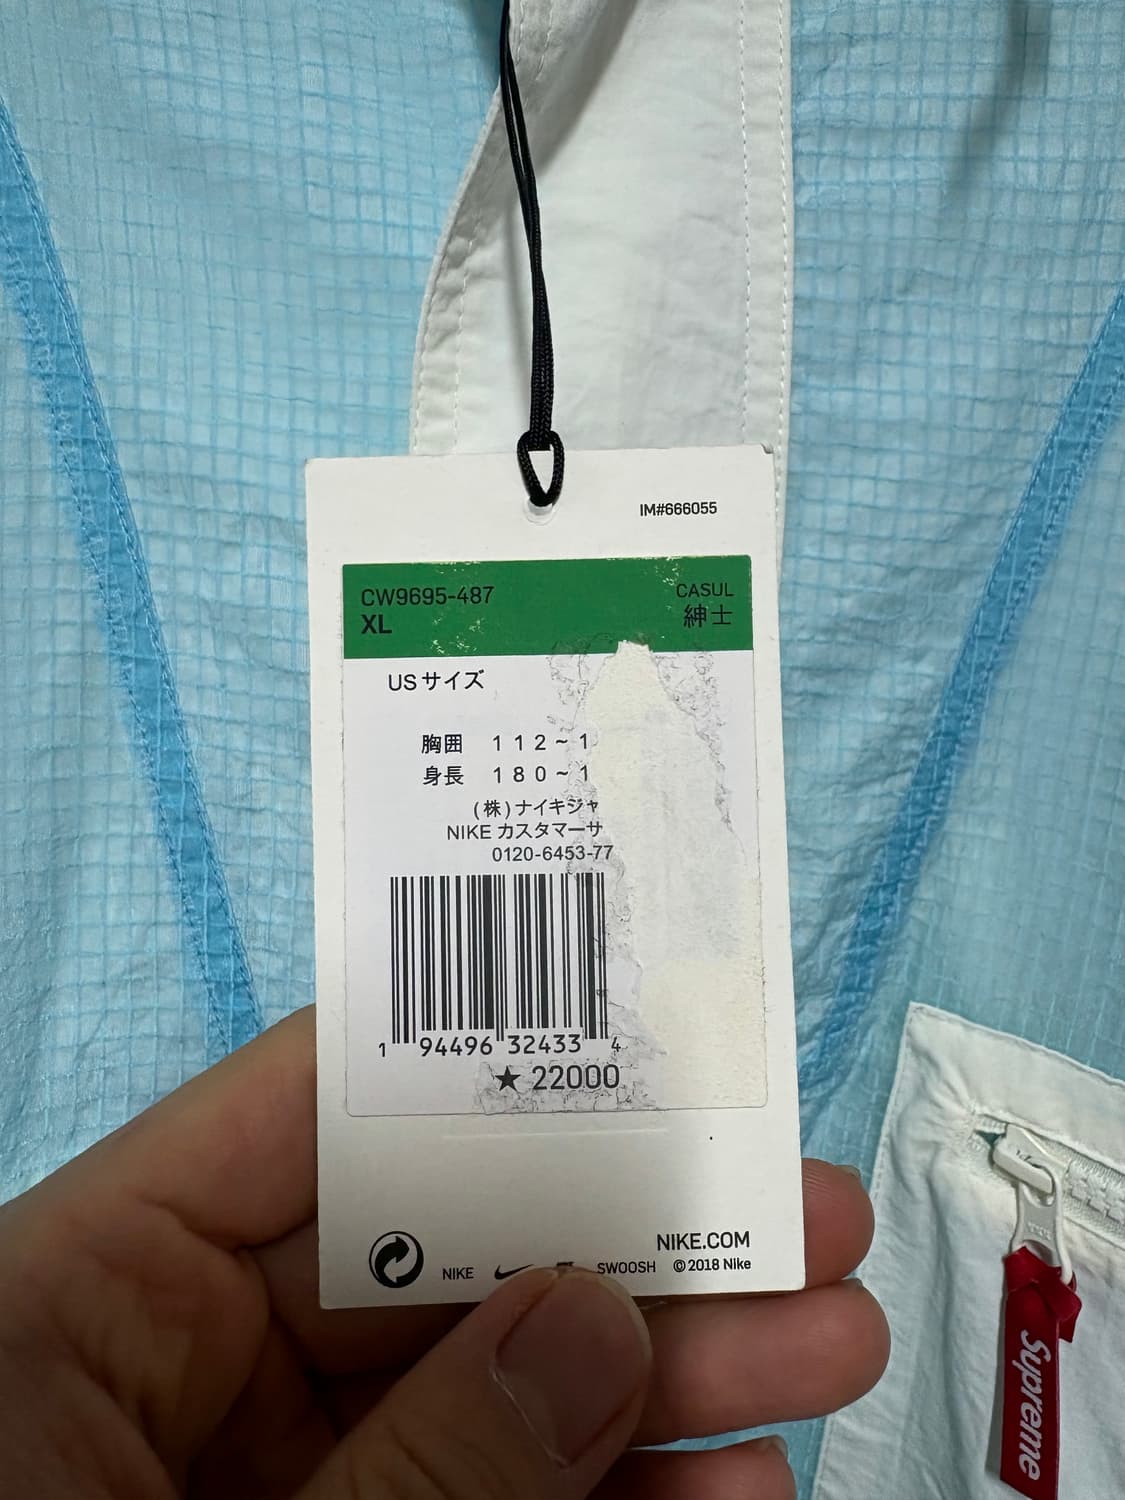 IM#666055
CW9695-487
CASUL
XL
紳士
USサイズ
胸囲 112~1
身長 180~1
(株)ナイキジャ
NIKE カスタマーサ
0120-6453-77
1 94496 32433 4
★ 22000
NIKE.COM
NIKE SWOOSH © 2018 Nike
Supreme